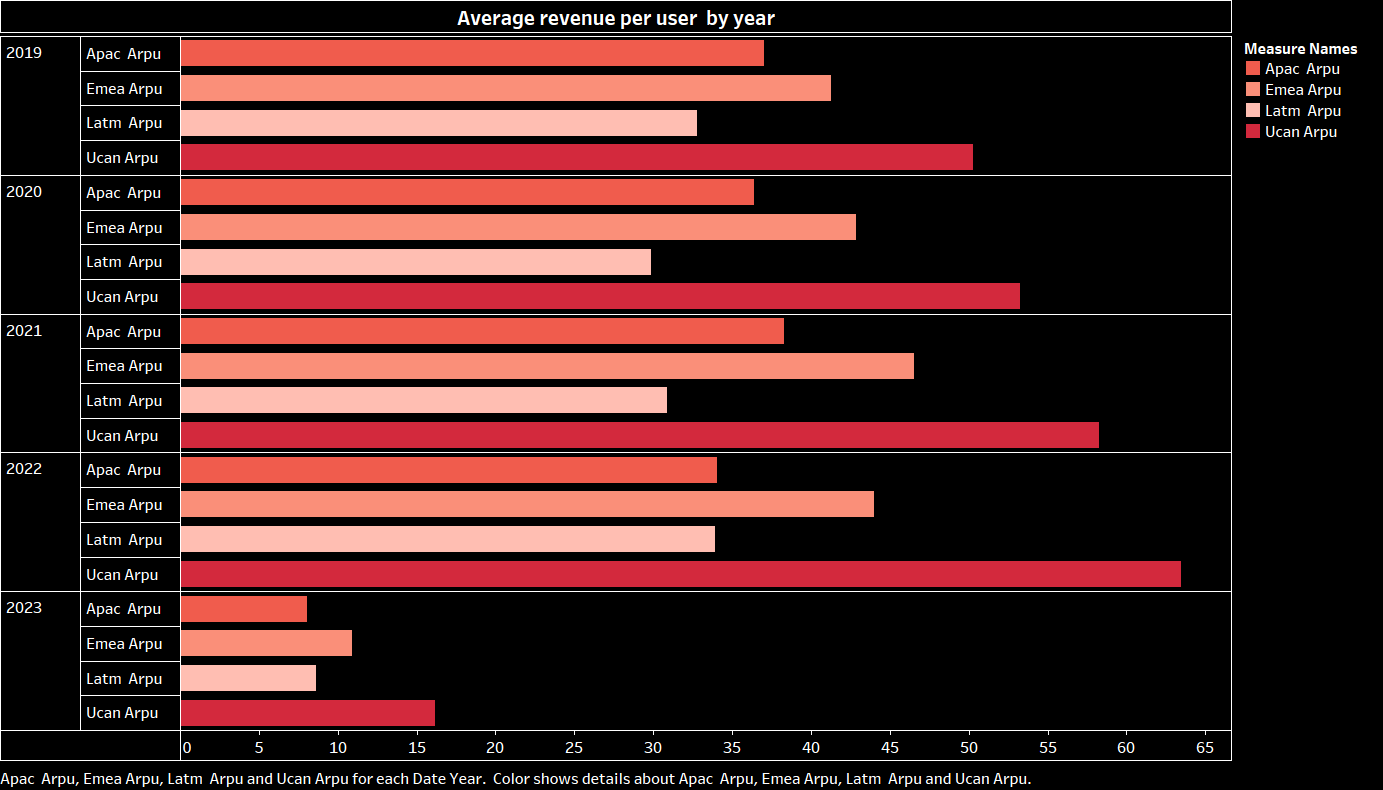 Average revenue per user  by year
Measure Names
Apac  Arpu
Emea Arpu
Latm  Arpu
Ucan Arpu
2019
Apac  Arpu
Emea Arpu
Latm  Arpu
Ucan Arpu
2020
Apac  Arpu
Emea Arpu
Latm  Arpu
Ucan Arpu
2021
Apac  Arpu
Emea Arpu
Latm  Arpu
Ucan Arpu
2022
Apac  Arpu
Emea Arpu
Latm  Arpu
Ucan Arpu
2023
Apac  Arpu
Emea Arpu
Latm  Arpu
Ucan Arpu
0 5 10 15 20 25 30 35 40 45 50 55 60 65
Apac  Arpu, Emea Arpu, Latm  Arpu and Ucan Arpu for each Date Year.  Color shows details about Apac  Arpu, Emea Arpu, Latm  Arpu and Ucan Arpu.